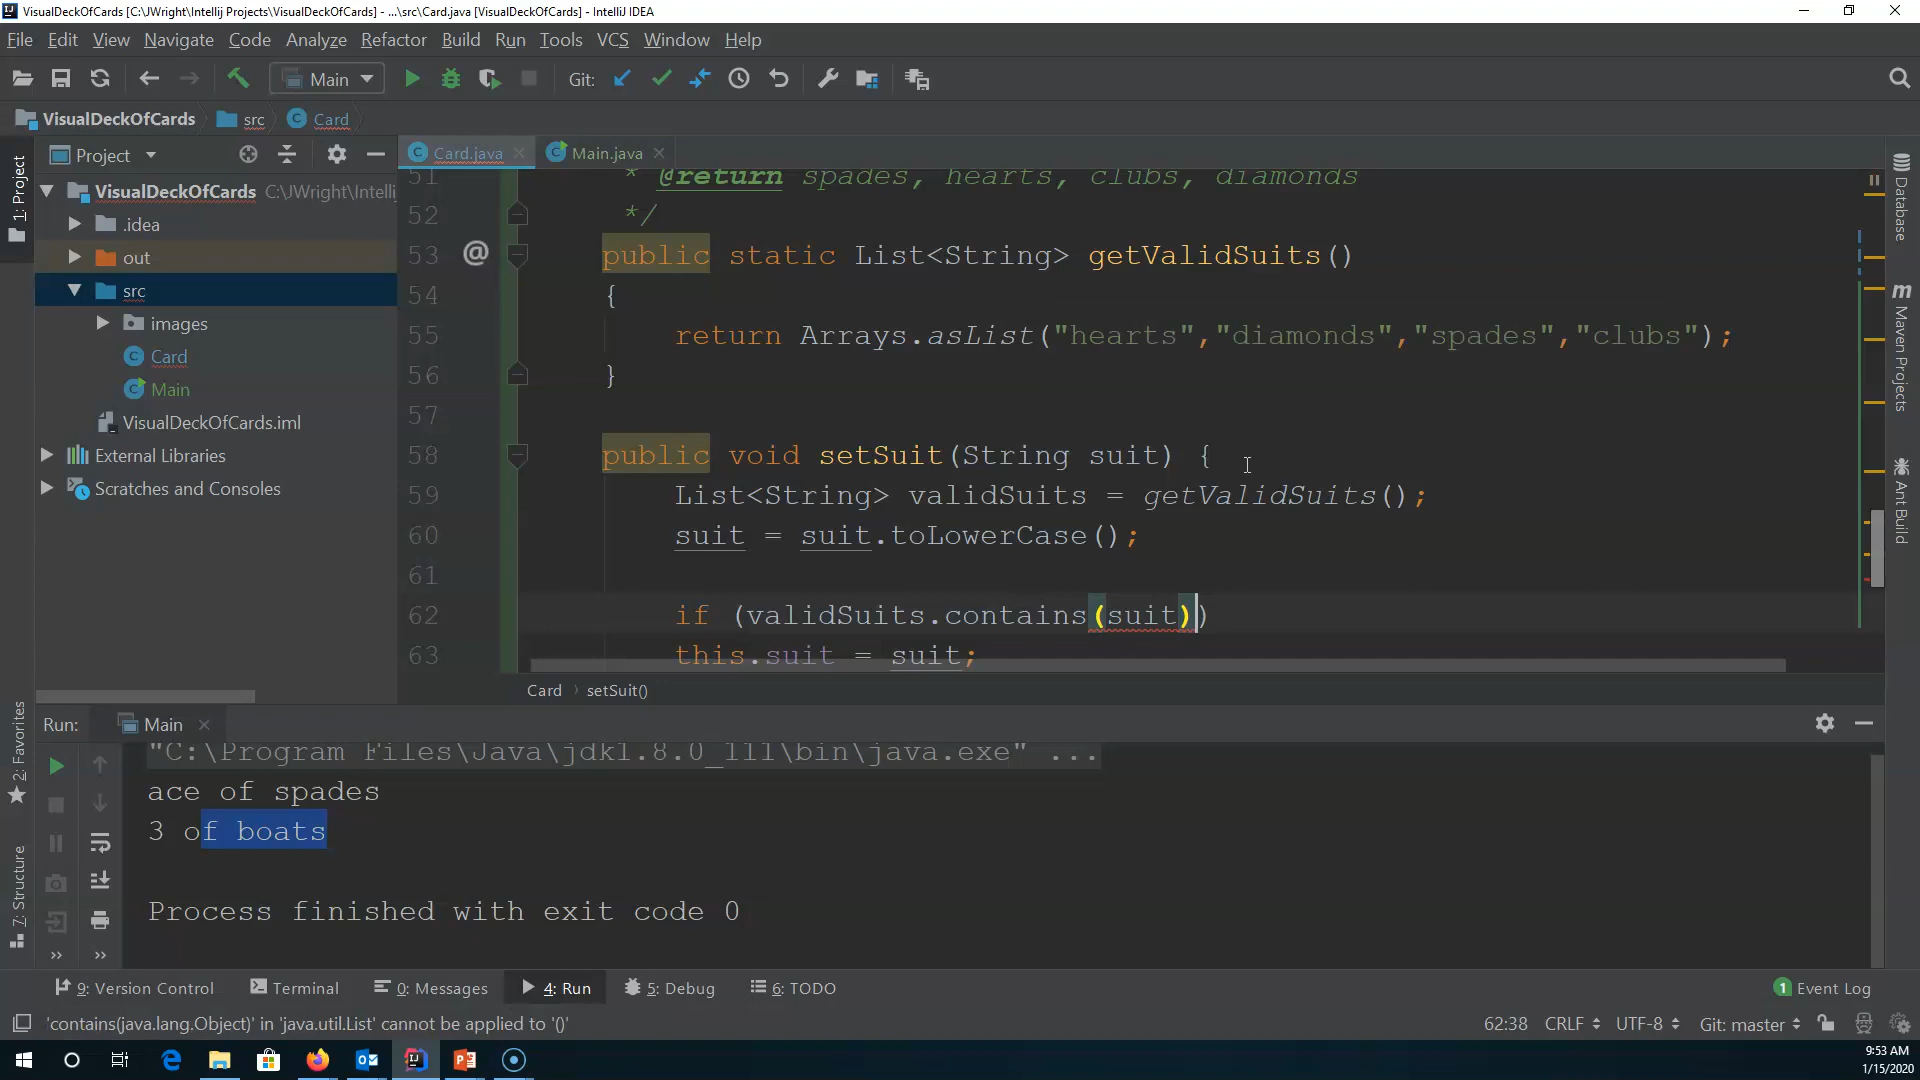 VisualDeckOfCards [C:\JWright\Intellij Projects\VisualDeckOfCards] - ...\src\Card.java [VisualDeckOfCards] - IntelliJ IDEA
File Edit View Navigate Code Analyze Refactor Build Run Tools VCS Window Help
Main Git:
VisualDeckOfCards src Card
Project Card.java Main.java
VisualDeckOfCards C:\JWright\Intelli
.idea
out
src
images
Card
Main
VisualDeckOfCards.iml
External Libraries
Scratches and Consoles
1: Project
2: Favorites
7: Structure
51 * @return spades, hearts, clubs, diamonds
52 */
53 @ public static List<String> getValidSuits()
54 {
55 return Arrays.asList("hearts","diamonds","spades","clubs");
56 }
57
58 public void setSuit(String suit) {
59 List<String> validSuits = getValidSuits();
60 suit = suit.toLowerCase();
61
62 if (validSuits.contains(suit))
63 this.suit = suit;
Card › setSuit()
Database
m Maven Projects
Ant Build
Run: Main
"C:\Program Files\Java\jdk1.8.0_111\bin\java.exe" ...
ace of spades
3 of boats
Process finished with exit code 0
9: Version Control Terminal 0: Messages 4: Run 5: Debug 6: TODO 1 Event Log
'contains(java.lang.Object)' in 'java.util.List' cannot be applied to '()' 62:38 CRLF UTF-8 Git: master
9:53 AM
1/15/2020